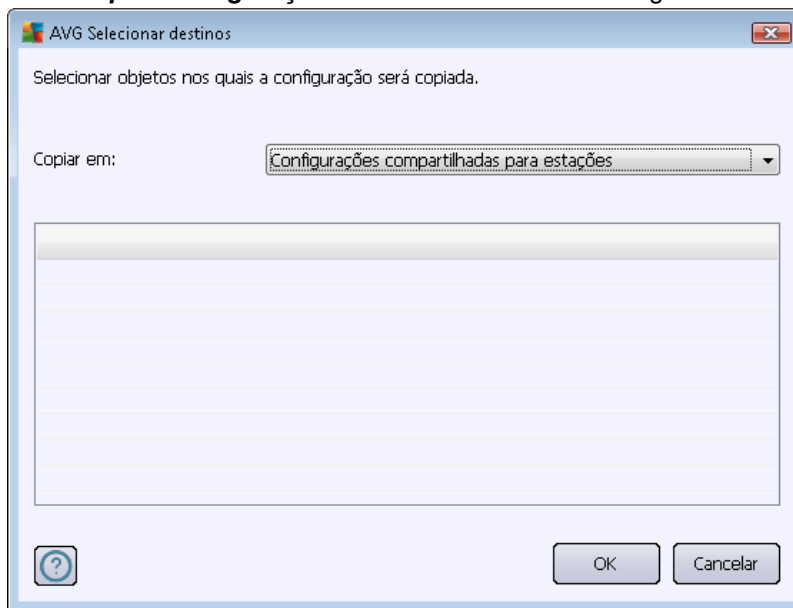 AVG Selecionar destinos
Selecionar objetos nos quais a configuração será copiada.
Copiar em: Configurações compartilhadas para estações
?
OK Cancelar